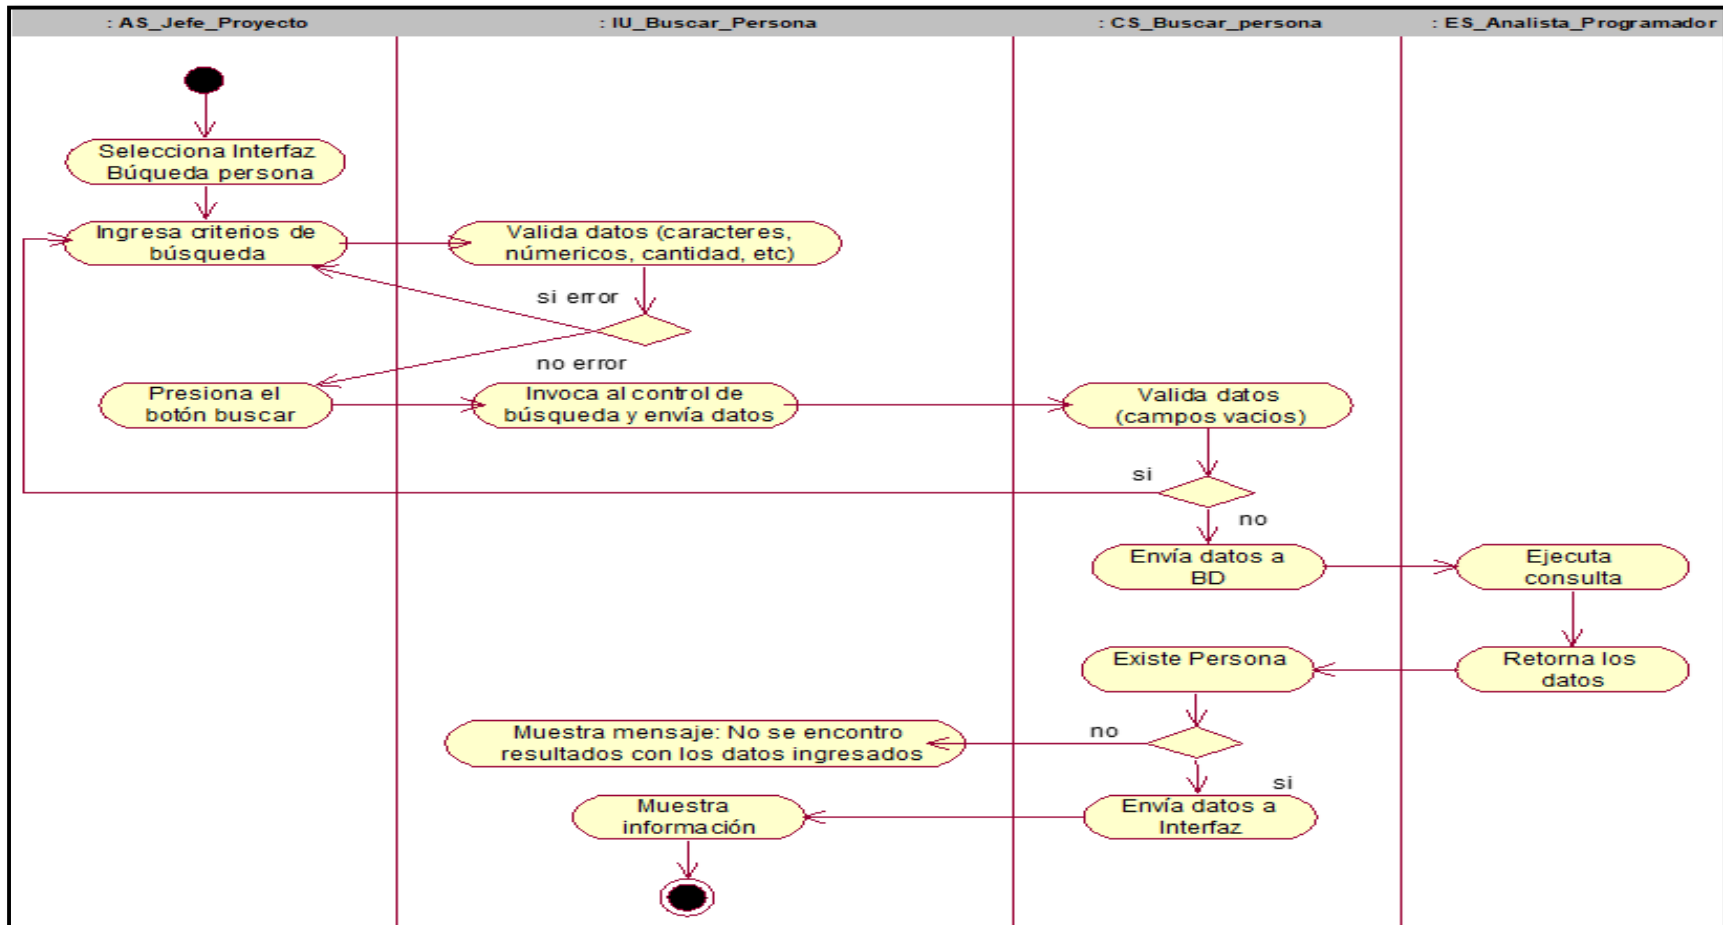 : AS_Jefe_Proyecto
: IU_Buscar_Persona
: CS_Buscar_persona
: ES_Analista_Programador
Selecciona Interfaz
Búqueda persona
Ingresa criterios de
búsqueda
Valida datos (caracteres,
númericos, cantidad, etc)
si error
no error
Presiona el
botón buscar
Invoca al control de
búsqueda y envía datos
Valida datos
(campos vacios)
si
no
Envía datos a
BD
Ejecuta
consulta
Existe Persona
Retorna los
datos
Muestra mensaje: No se encontro
resultados con los datos ingresados
no
si
Muestra
información
Envía datos a
Interfaz